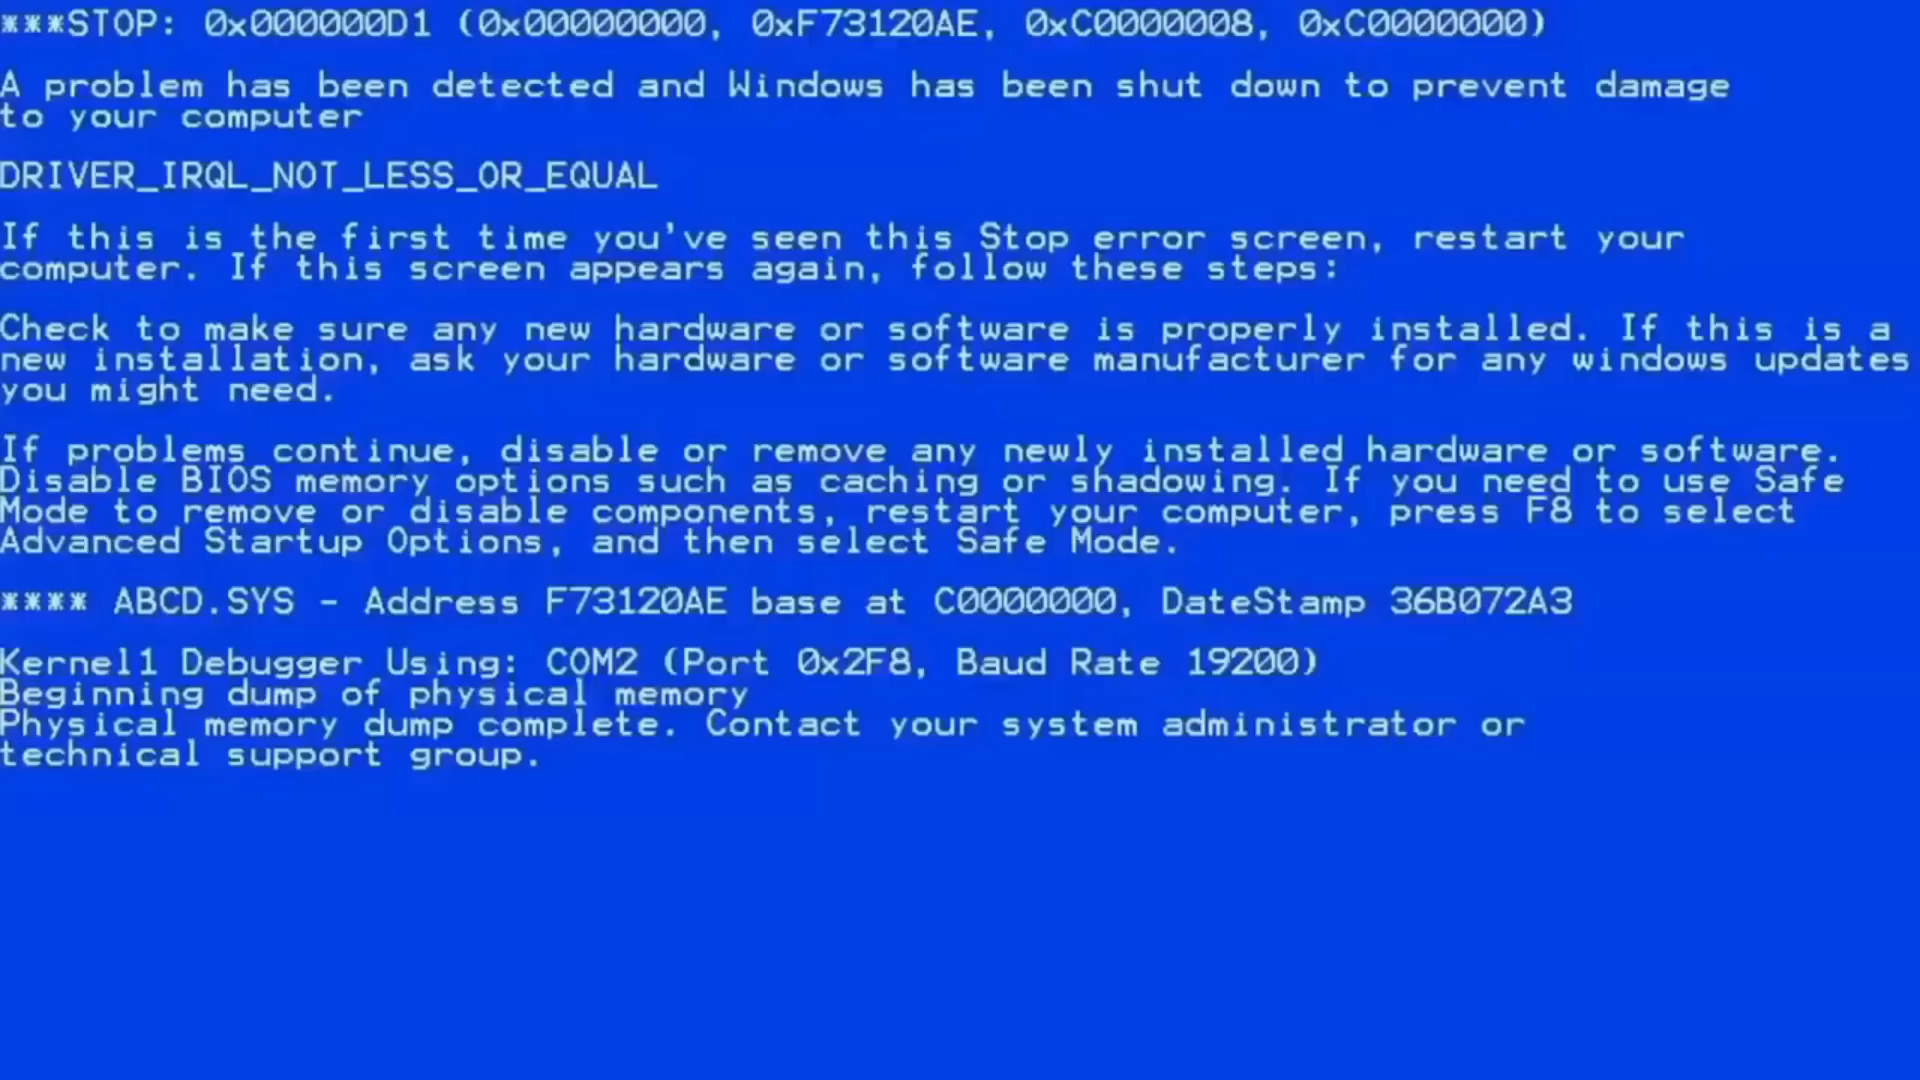 ***STOP: 0x000000D1 (0x00000000, 0xF73120AE, 0xC0000008, 0xC0000000)
A problem has been detected and Windows has been shut down to prevent damage
to your computer
DRIVER_IRQL_NOT_LESS_OR_EQUAL
If this is the first time you've seen this Stop error screen, restart your
computer. If this screen appears again, follow these steps:
Check to make sure any new hardware or software is properly installed. If this is a
new installation, ask your hardware or software manufacturer for any windows updates
you might need.
If problems continue, disable or remove any newly installed hardware or software.
Disable BIOS memory options such as caching or shadowing. If you need to use Safe
Mode to remove or disable components, restart your computer, press F8 to select
Advanced Startup Options, and then select Safe Mode.
**** ABCD.SYS - Address F73120AE base at C0000000, DateStamp 36B072A3
Kernel1 Debugger Using: COM2 (Port 0x2F8, Baud Rate 19200)
Beginning dump of physical memory
Physical memory dump complete. Contact your system administrator or
technical support group.